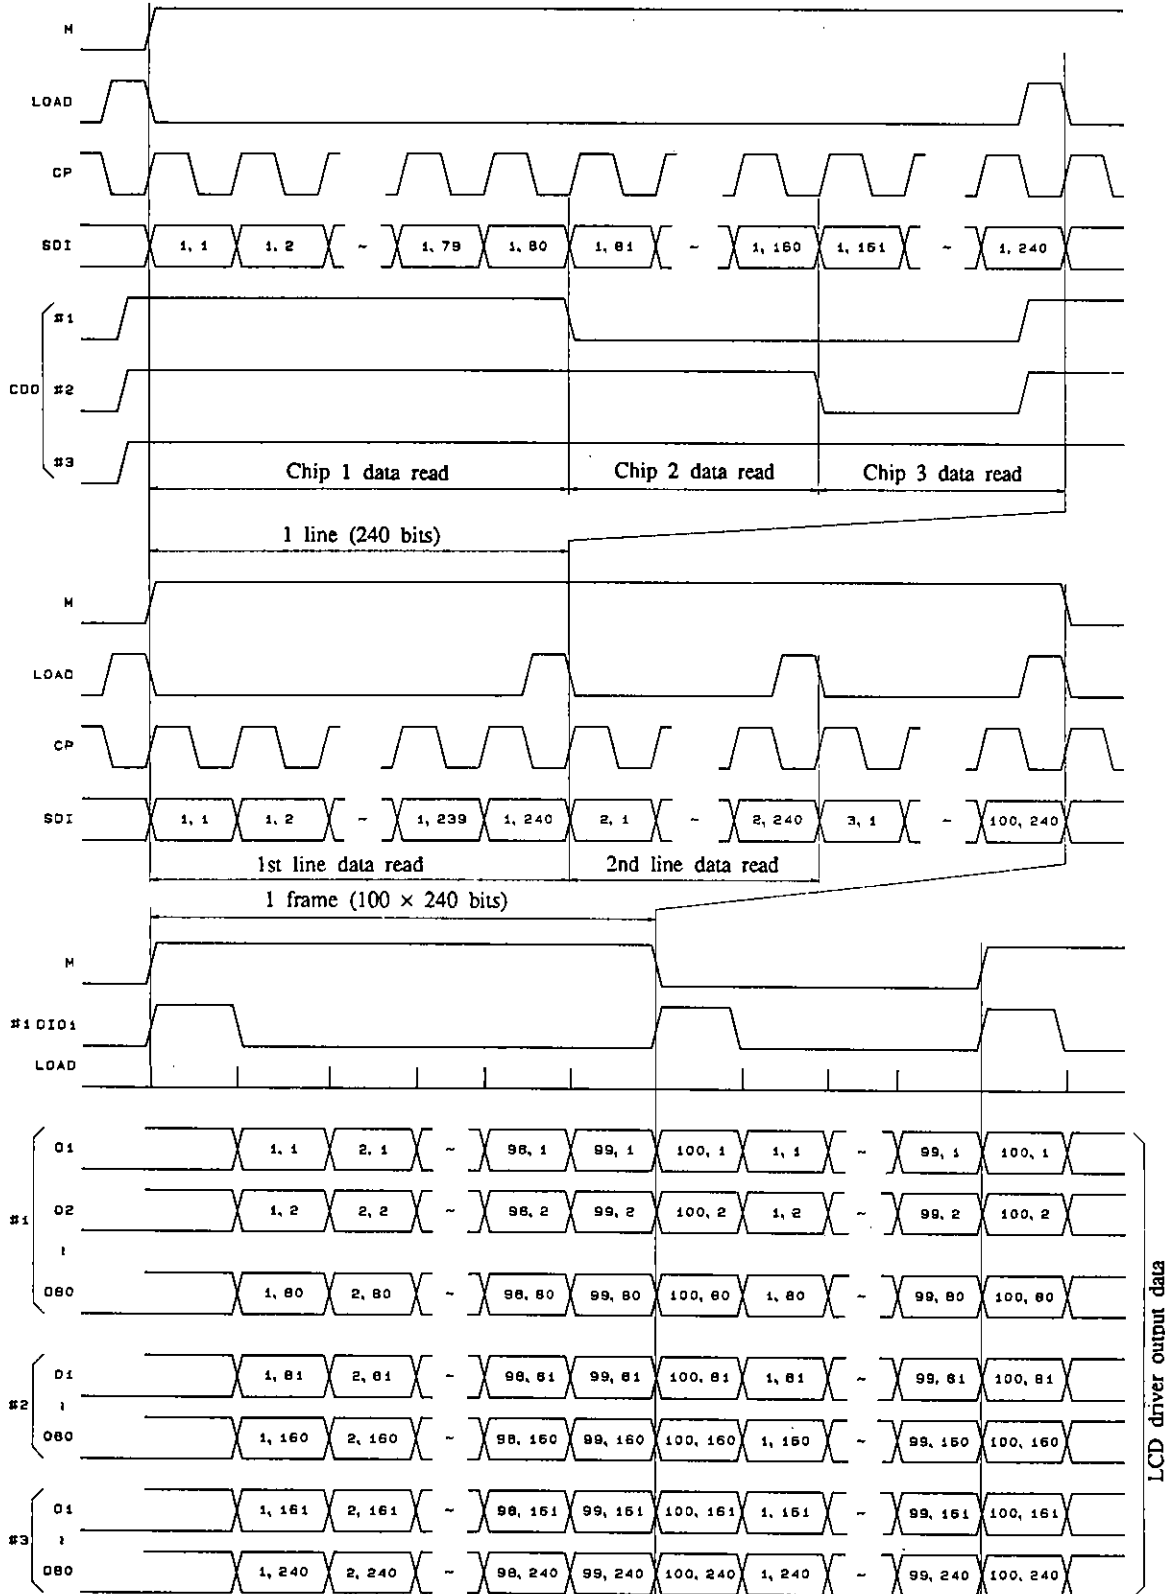 M
LOAD
CP
SDI 1, 1 1, 2 ~ 1, 79 1, 80 1, 81 ~ 1, 160 1, 161 ~ 1, 240
#1
CDO #2
#3
Chip 1 data read Chip 2 data read Chip 3 data read
1 line (240 bits)
M
LOAD
CP
SDI 1, 1 1, 2 ~ 1, 239 1, 240 2, 1 ~ 2, 240 3, 1 ~ 100, 240
1st line data read 2nd line data read
1 frame (100 × 240 bits)
M
#1 DIO1
LOAD
O1 1, 1 2, 1 ~ 98, 1 99, 1 100, 1 1, 1 ~ 99, 1 100, 1
#1 O2 1, 2 2, 2 ~ 98, 2 99, 2 100, 2 1, 2 ~ 99, 2 100, 2
~
O80 1, 80 2, 80 ~ 98, 80 99, 80 100, 80 1, 80 ~ 99, 80 100, 80
O1 1, 81 2, 81 ~ 98, 81 99, 81 100, 81 1, 81 ~ 99, 81 100, 81
#2 ~
O80 1, 160 2, 160 ~ 98, 160 99, 160 100, 160 1, 160 ~ 99, 160 100, 160
O1 1, 161 2, 161 ~ 98, 161 99, 161 100, 161 1, 161 ~ 99, 161 100, 161
#3 ~
O80 1, 240 2, 240 ~ 98, 240 99, 240 100, 240 1, 240 ~ 99, 240 100, 240
LCD driver output data